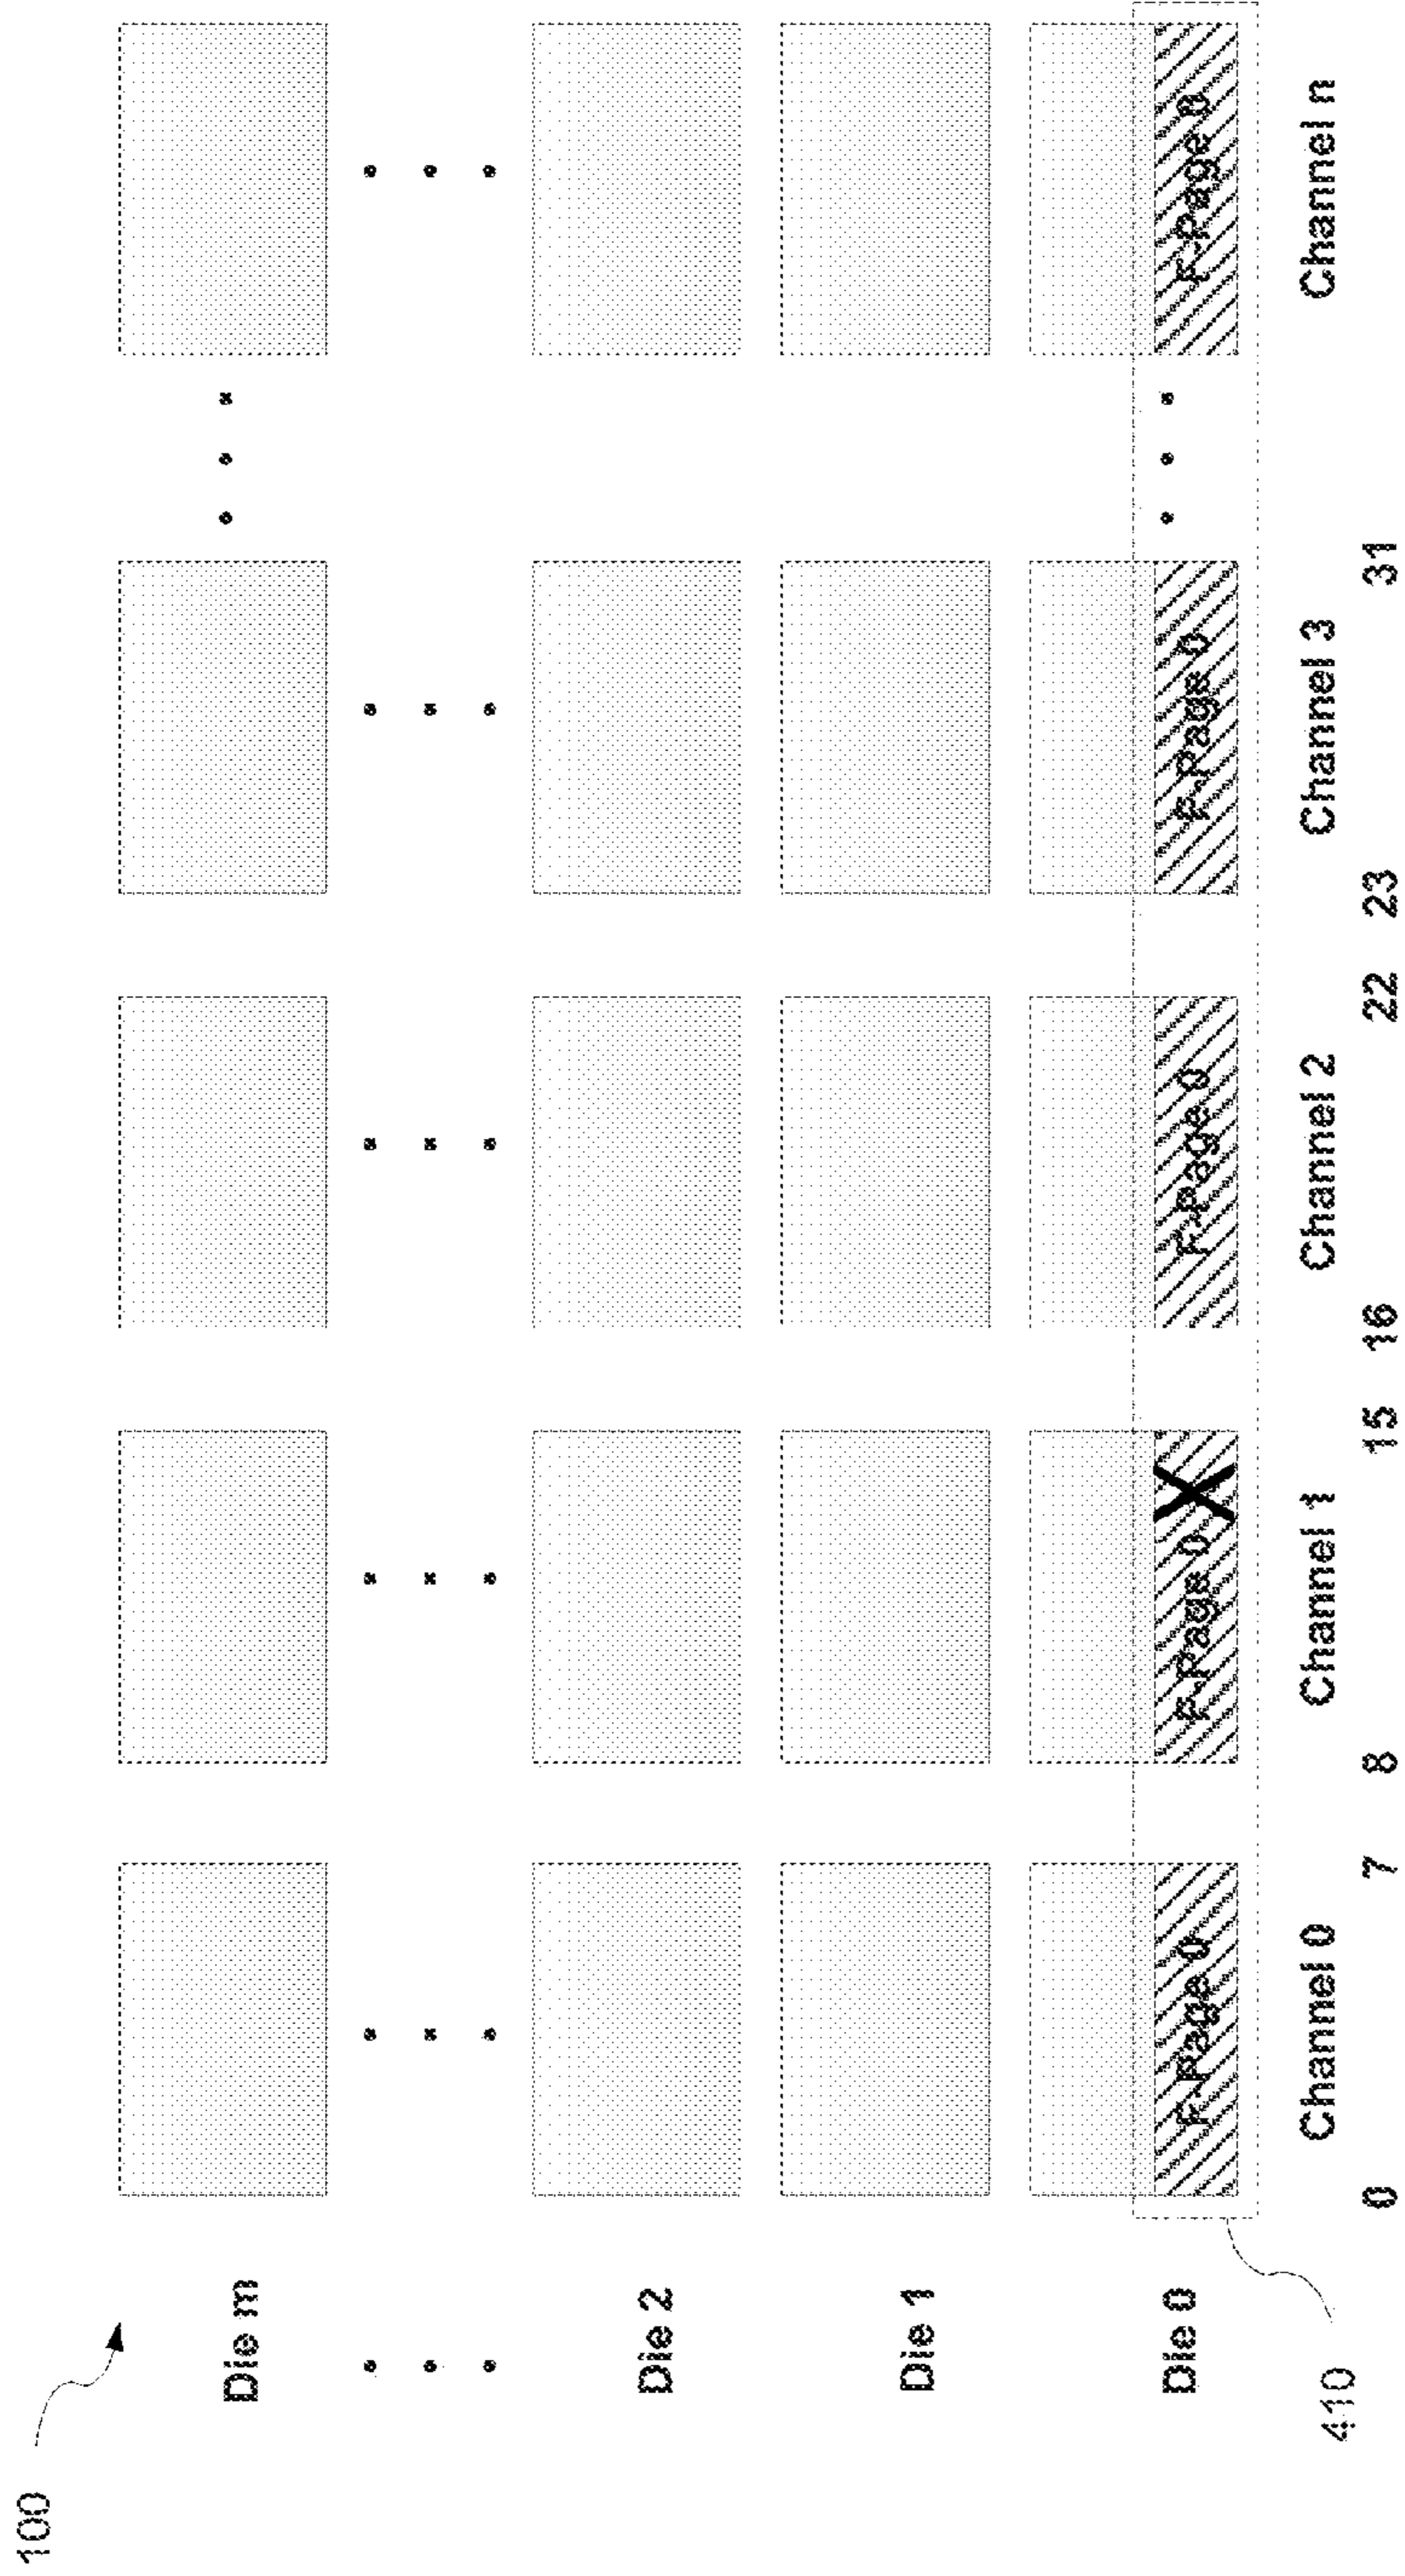 100
Die m
Die 2
Die 1
Die 0
F-Page 0 F-Page 0 F-Page 0 F-Page 0 F-Page
410
Channel 0 Channel 1 Channel 2 Channel 3 Channel n
0 7 8 15 16 22 23 31